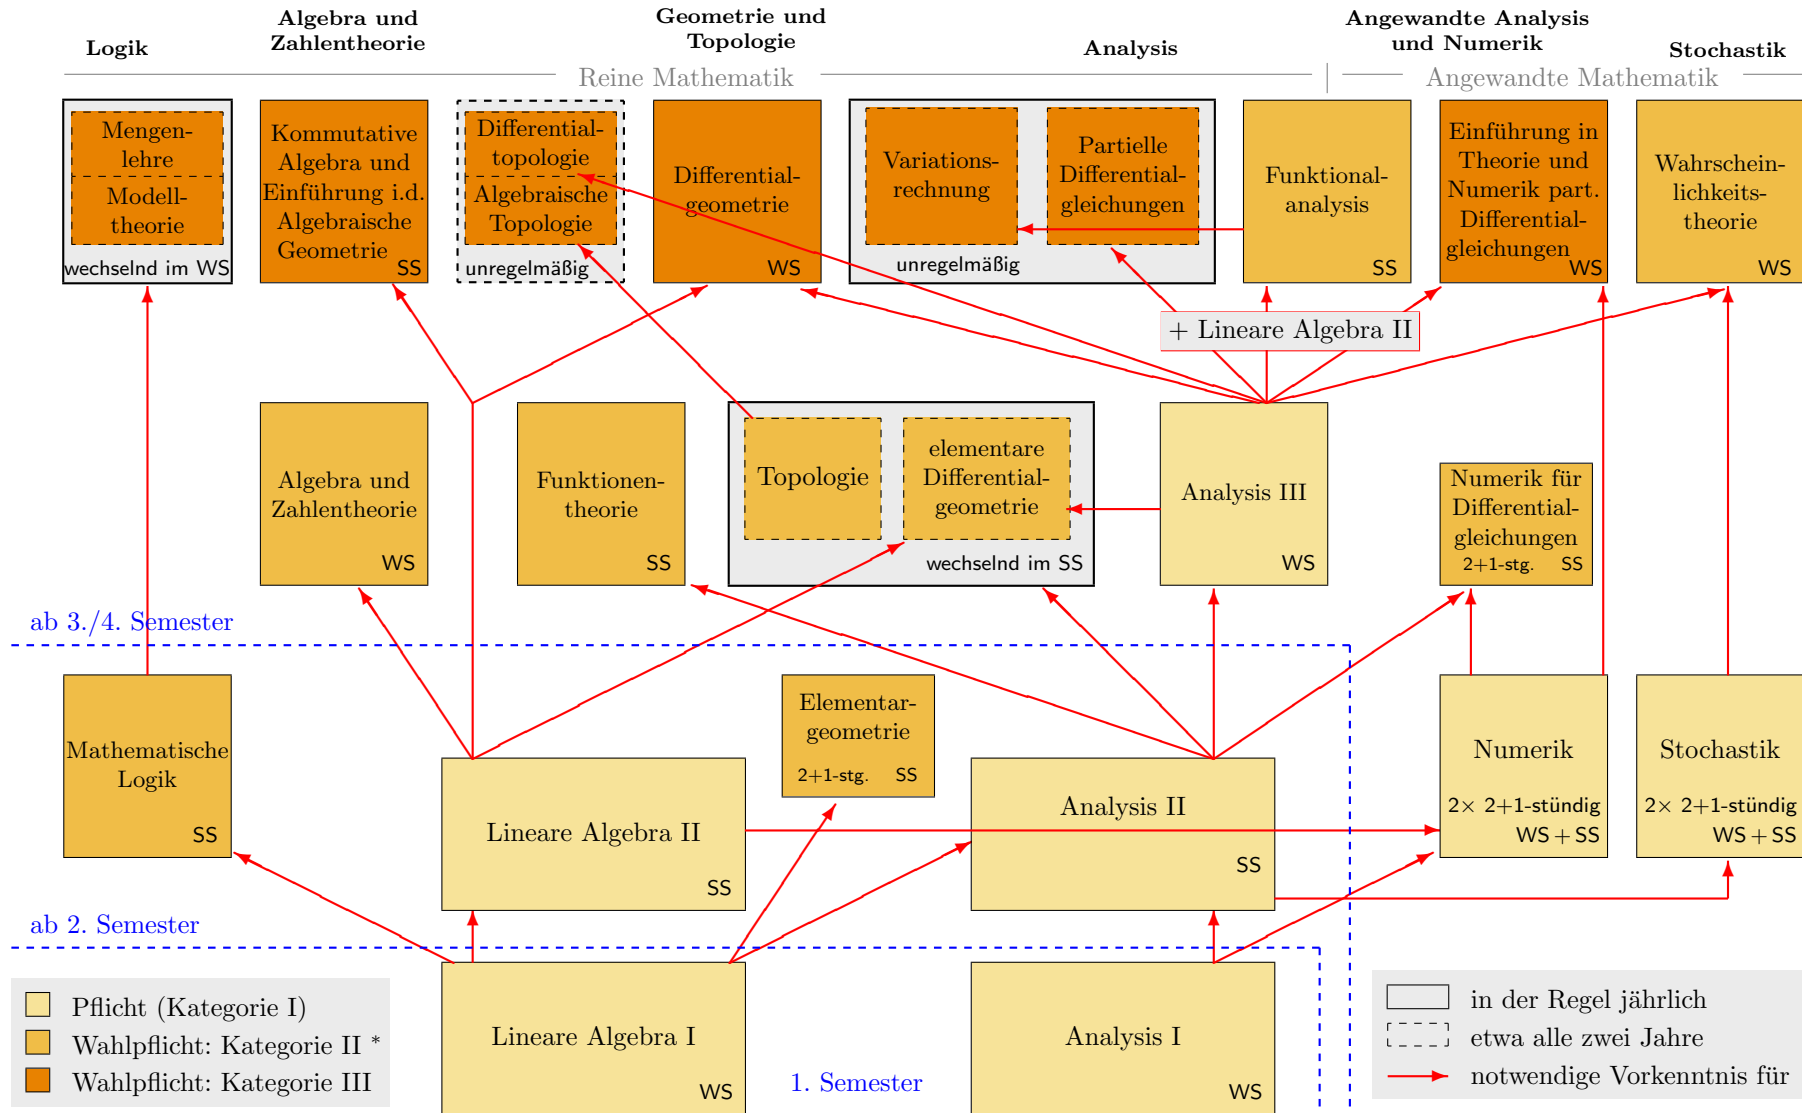 Logik
Algebra und
Zahlentheorie
Geometrie und
Topologie
Analysis
Angewandte Analysis
und Numerik
Stochastik
Reine Mathematik
Angewandte Mathematik
Mengen-
lehre
Modell-
theorie
wechselnd im WS
Kommutative
Algebra und
Einführung i.d.
Algebraische
Geometrie
SS
Differential-
topologie
Algebraische
Topologie
unregelmäßig
Differential-
geometrie
WS
Variations-
rechnung
Partielle
Differential-
gleichungen
unregelmäßig
Funktional-
analysis
SS
Einführung in
Theorie und
Numerik part.
Differential-
gleichungen
WS
Wahrschein-
lichkeits-
theorie
WS
+ Lineare Algebra II
Algebra und
Zahlentheorie
WS
Funktionen-
theorie
SS
Topologie
elementare
Differential-
geometrie
wechselnd im SS
Analysis III
WS
Numerik für
Differential-
gleichungen
2+1-stg. SS
ab 3./4. Semester
Mathematische
Logik
SS
Lineare Algebra II
SS
Elementar-
geometrie
2+1-stg. SS
Analysis II
SS
Numerik
2× 2+1-stündig
WS + SS
Stochastik
2× 2+1-stündig
WS + SS
ab 2. Semester
Lineare Algebra I
WS
1. Semester
Analysis I
WS
Pflicht (Kategorie I)
Wahlpflicht: Kategorie II *
Wahlpflicht: Kategorie III
in der Regel jährlich
etwa alle zwei Jahre
notwendige Vorkenntnis für